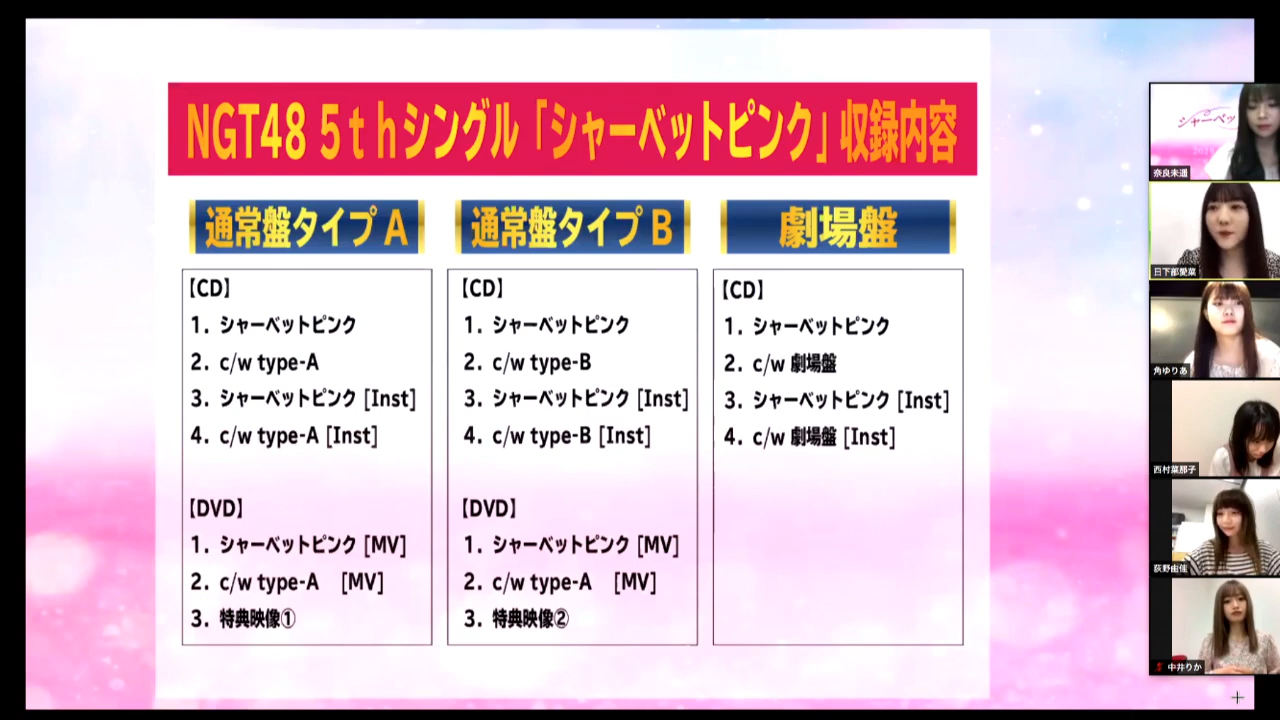 NGT48 5ｔｈシングル「シャーベットピンク」収録内容
通常盤タイプA
【CD】
1. シャーベットピンク
2. c/w type-A
3. シャーベットピンク [Inst]
4. c/w type-A [Inst]
【DVD】
1. シャーベットピンク [MV]
2. c/w type-A　[MV]
3. 特典映像①
通常盤タイプB
【CD】
1. シャーベットピンク
2. c/w type-B
3. シャーベットピンク [Inst]
4. c/w type-B [Inst]
【DVD】
1. シャーベットピンク [MV]
2. c/w type-A　[MV]
3. 特典映像②
劇場盤
【CD】
1. シャーベットピンク
2. c/w 劇場盤
3. シャーベットピンク [Inst]
4. c/w 劇場盤 [Inst]
シャーベッ
奈良未遥
日下部愛菜
角ゆりあ
西村菜那子
荻野由佳
中井りか